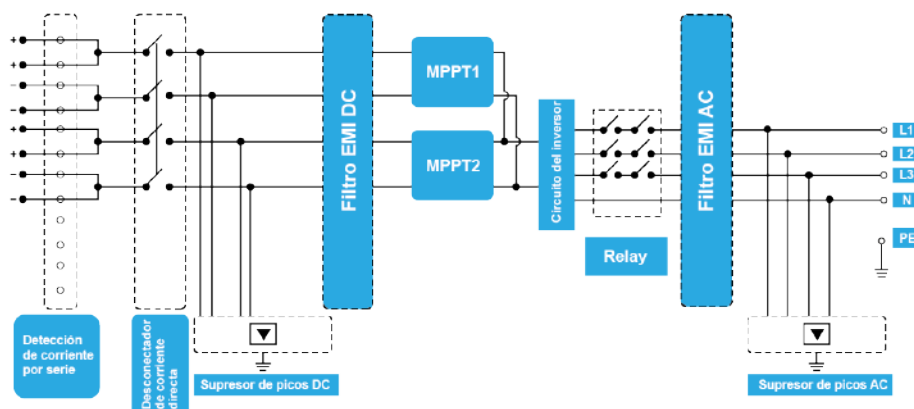 +
+
-
-
+
+
-
-
Detección
de corriente
por serie
Desconectador
de corriente
directa
Supresor de picos DC
Filtro EMI DC
MPPT1
MPPT2
Circuito del inversor
Relay
Filtro EMI AC
L1
L2
L3
N
PE
Supresor de picos AC